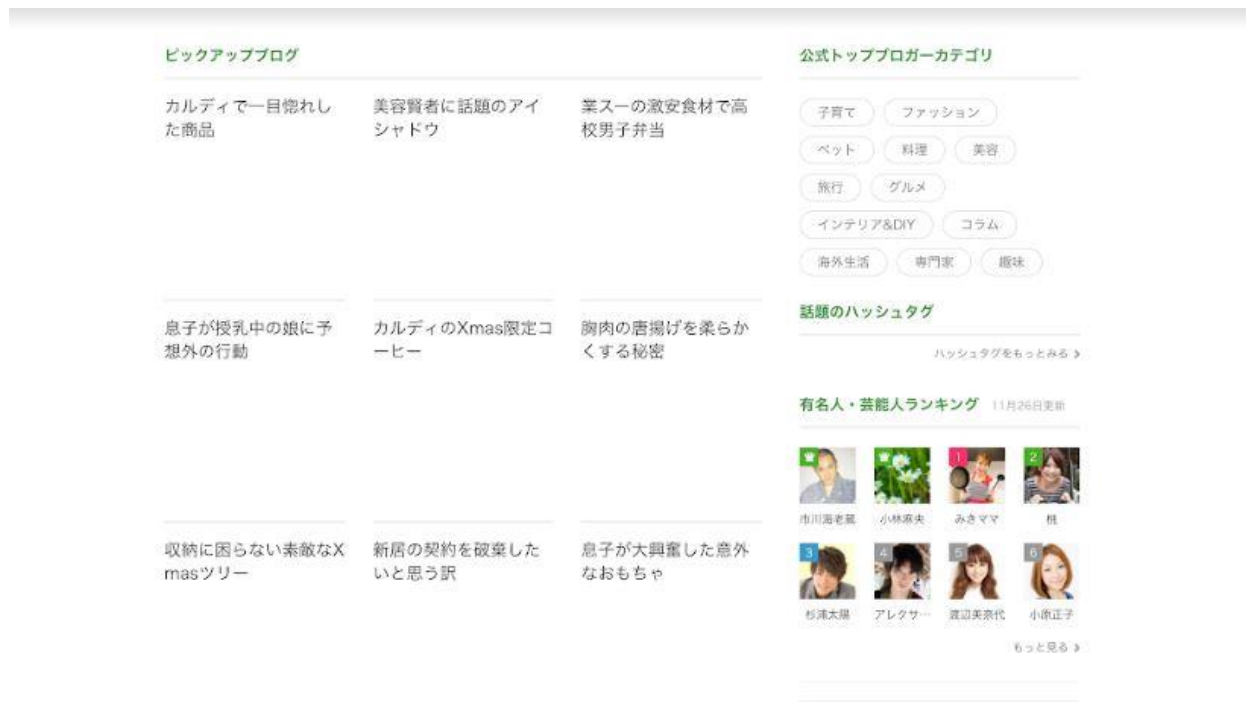 ピックアップブログ
カルディで一目惚れし
た商品
美容賢者に話題のアイ
シャドウ
業スーの激安食材で高
校男子弁当
息子が授乳中の娘に予
想外の行動
カルディのXmas限定コ
ーヒー
胸肉の唐揚げを柔らか
くする秘密
収納に困らない素敵なX
masツリー
新居の契約を破棄した
いと思う訳
息子が大興奮した意外
なおもちゃ
公式トップブロガーカテゴリ
子育て ファッション
ペット 料理 美容
旅行 グルメ
インテリア&DIY コラム
海外生活 専門家 趣味
話題のハッシュタグ
ハッシュタグをもっとみる
有名人・芸能人ランキング 11月26日更新
1 2
市川海老蔵 小林麻央 みきママ 桃
3 4 5 6
杉浦太陽 アレクサ… 渡辺美奈代 小原正子
もっと見る